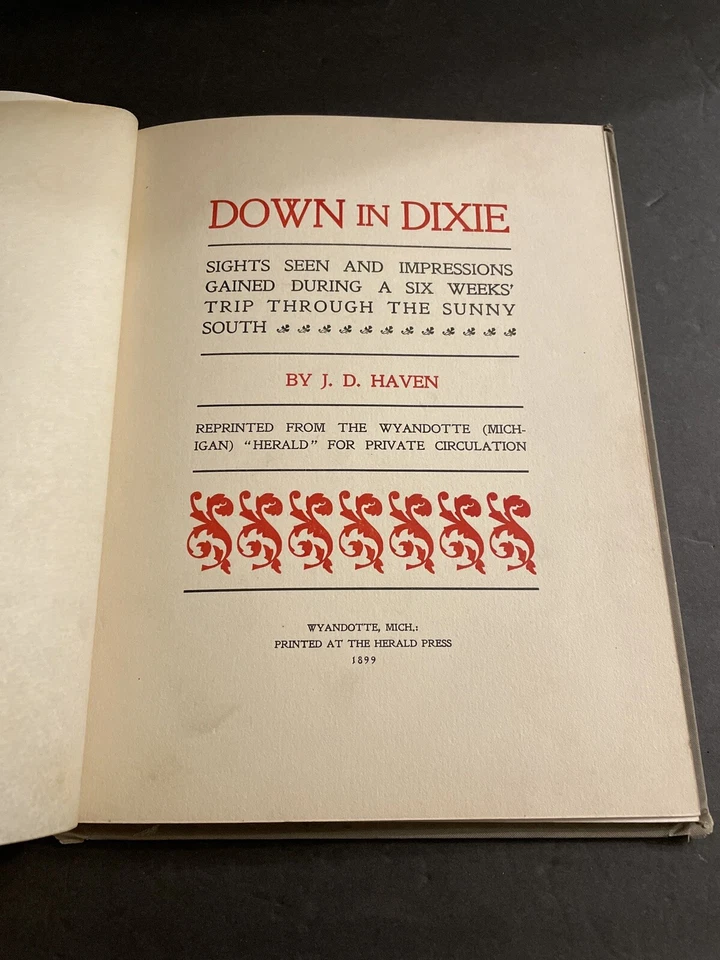 DOWN IN DIXIE
SIGHTS SEEN AND IMPRESSIONS
GAINED DURING A SIX WEEKS'
TRIP THROUGH THE SUNNY
SOUTH
BY J. D. HAVEN
REPRINTED FROM THE WYANDOTTE (MICH-
IGAN) "HERALD" FOR PRIVATE CIRCULATION
WYANDOTTE, MICH.:
PRINTED AT THE HERALD PRESS
1899